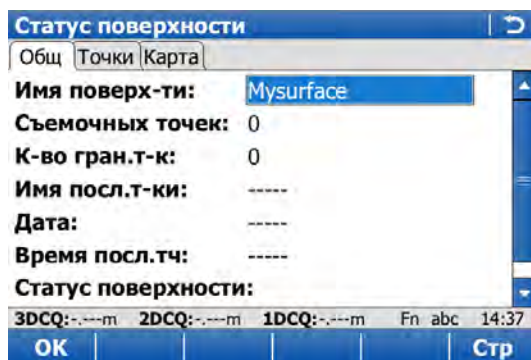 Статус поверхности
Общ Точки Карта
Имя поверх-ти: Mysurface
Съемочных точек: 0
К-во гран.т-к: 0
Имя посл.т-ки: -----
Дата: -----
Время посл.тч: -----
Статус поверхности:
3DCQ:-.---m 2DCQ:-.---m 1DCQ:-.---m Fn abc 14:37
OK Стр